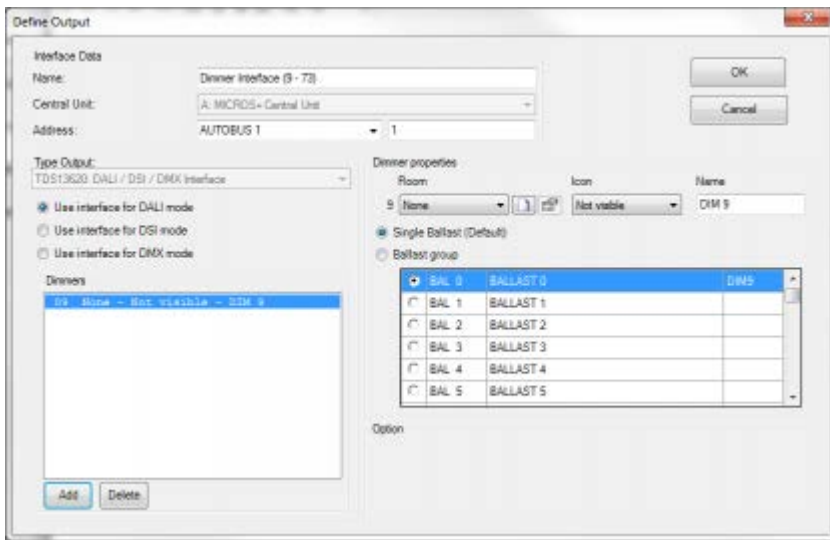 Define Output
Interface Data
Name: Dimmer Interface (9 - 73)
OK
Central Unit: A: MICROS+ Central Unit
Cancel
Address: AUTOBUS 1 1
Type Output:
TDS13620: DALI / DSI / DMX Interface
Use interface for DALI mode
Use interface for DSI mode
Use interface for DMX mode
Dimmers
09 None - Not visible - DIM 9
Add Delete
Dimmer properties
Room Icon Name
9 None Not visible DIM 9
Single Ballast (Default)
Ballast group
BAL 0 BALLAST 0 DIM9
BAL 1 BALLAST 1
BAL 2 BALLAST 2
BAL 3 BALLAST 3
BAL 4 BALLAST 4
BAL 5 BALLAST 5
Option